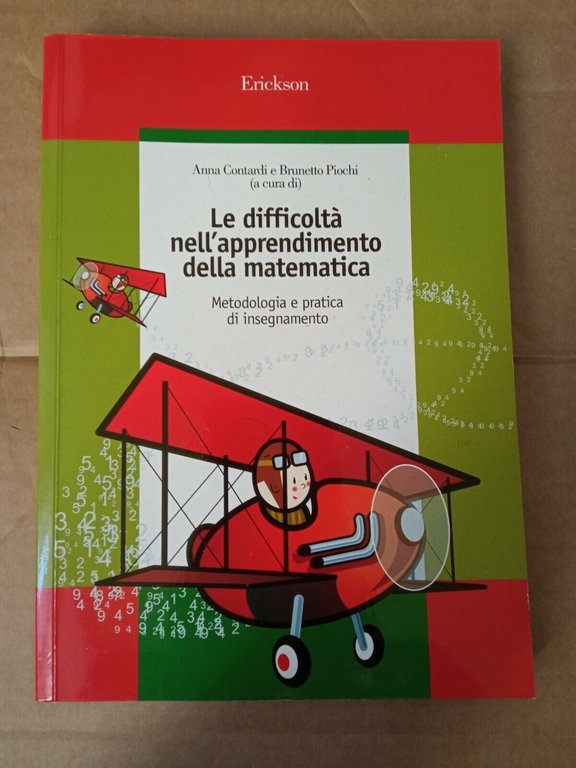 Erickson
Anna Contardi e Brunetto Piochi
(a cura di)
Le difficoltà
nell'apprendimento
della matematica
Metodologia e pratica
di insegnamento